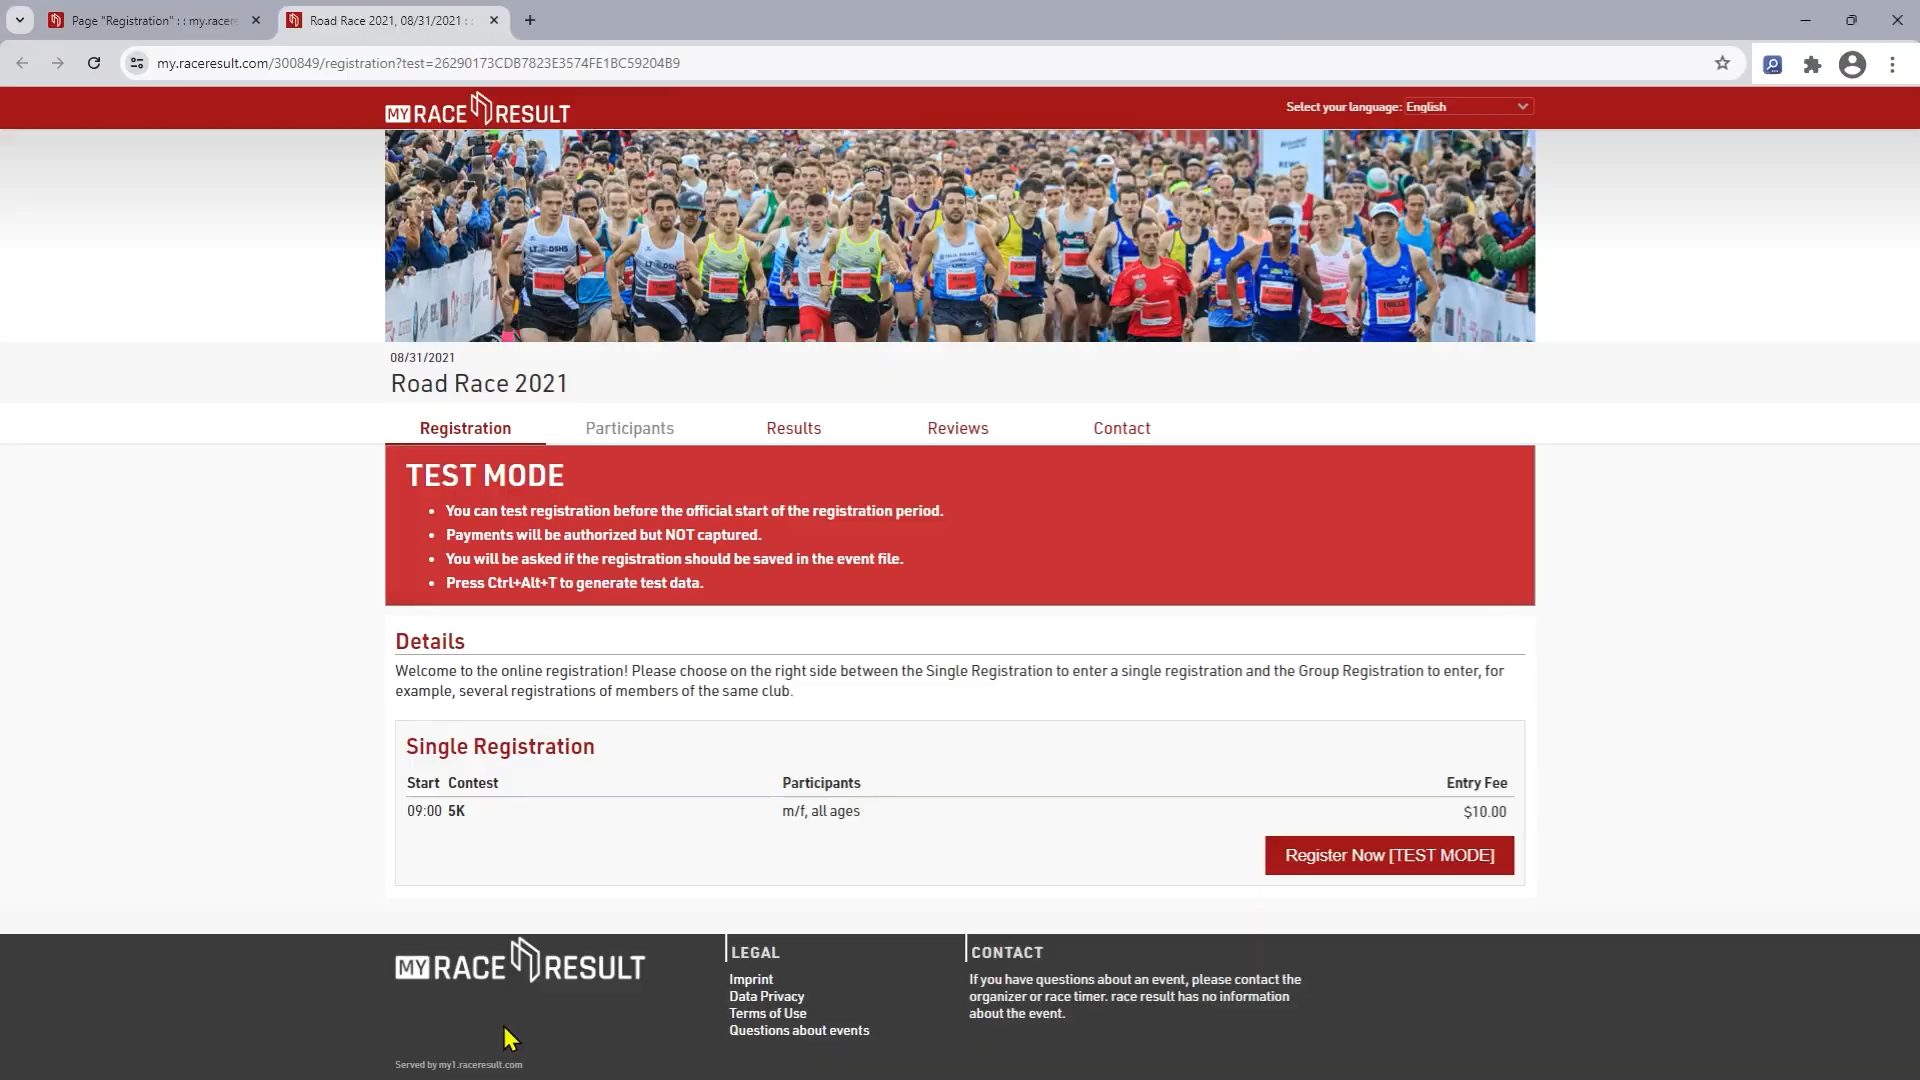 Page "Registration" : : my.racere
Road Race 2021, 08/31/2021 : :
my.raceresult.com/300849/registration?test=26290173CDB7823E3574FE1BC59204B9
MY RACE RESULT
Select your language: English
08/31/2021
Road Race 2021
Registration
Participants
Results
Reviews
Contact
TEST MODE
• You can test registration before the official start of the registration period.
• Payments will be authorized but NOT captured.
• You will be asked if the registration should be saved in the event file.
• Press Ctrl+Alt+T to generate test data.
Details
Welcome to the online registration! Please choose on the right side between the Single Registration to enter a single registration and the Group Registration to enter, for
example, several registrations of members of the same club.
Single Registration
Start Contest Participants Entry Fee
09:00 5K m/f, all ages $10.00
Register Now [TEST MODE]
MY RACE RESULT
Served by my1.raceresult.com
LEGAL
Imprint
Data Privacy
Terms of Use
Questions about events
CONTACT
If you have questions about an event, please contact the
organizer or race timer. race result has no information
about the event.